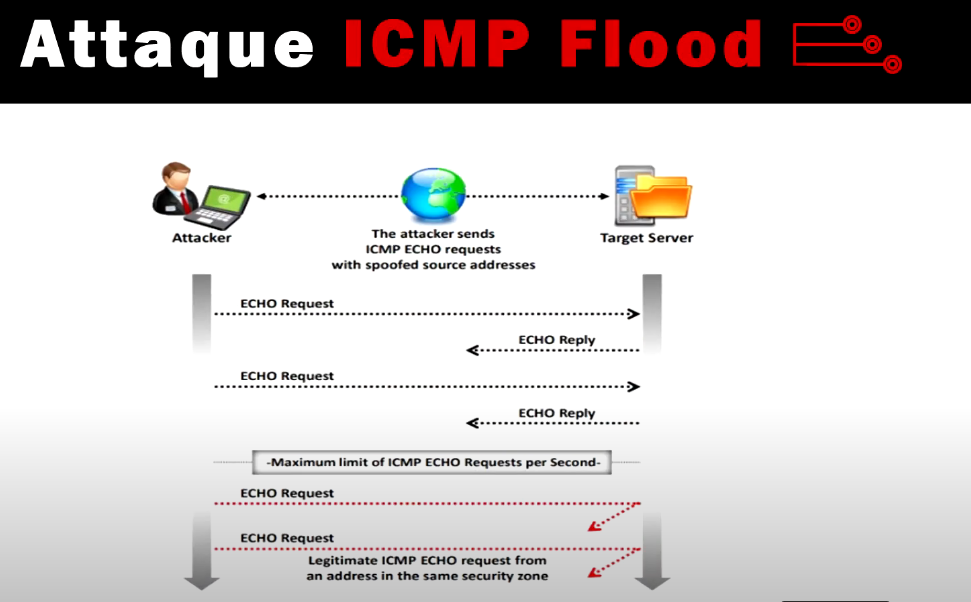 Attaque ICMP Flood
Attacker
The attacker sends
ICMP ECHO requests
with spoofed source addresses
Target Server
ECHO Request
ECHO Reply
ECHO Request
ECHO Reply
-Maximum limit of ICMP ECHO Requests per Second-
ECHO Request
ECHO Request
Legitimate ICMP ECHO request from
an address in the same security zone